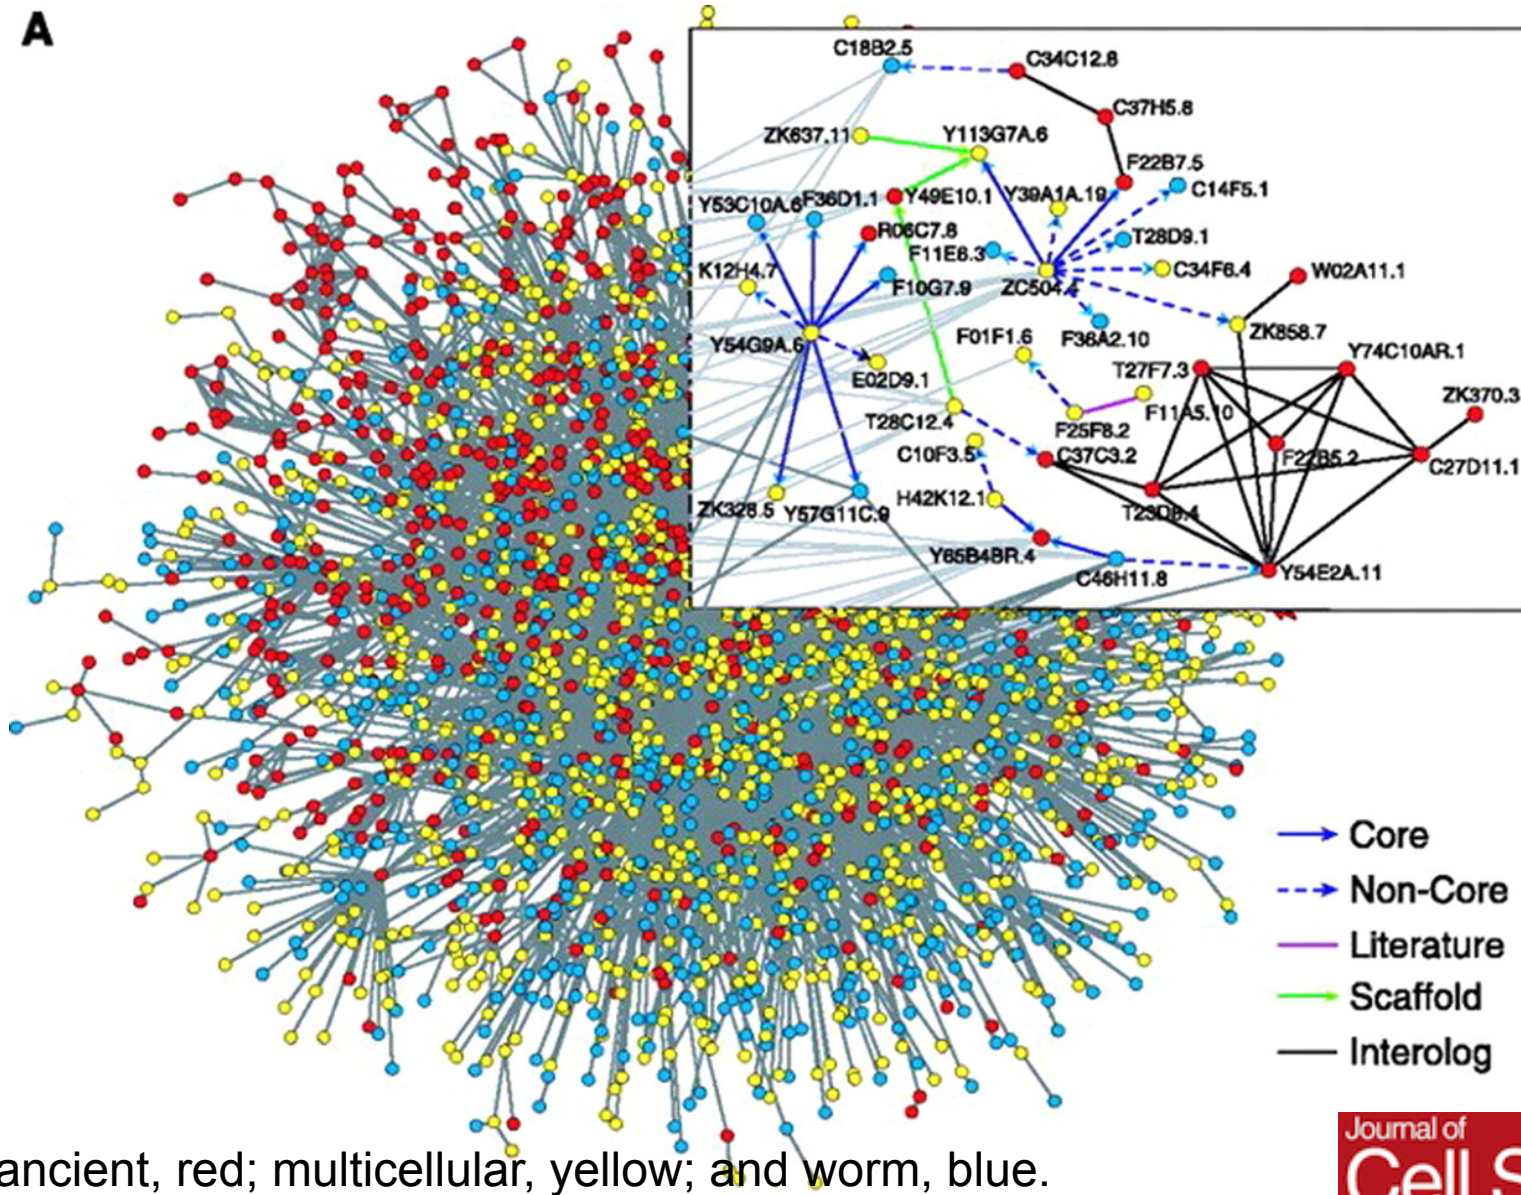 A
C18B2.5
C34C12.8
C37H5.8
ZK637.11
Y113G7A.6
F22B7.5
C14F5.1
Y53C10A.6
F36D1.1
Y49E10.1
Y39A1A.19
R06C7.8
F11E6.3
T28D9.1
K12H4.7
F10G7.9
ZC504.4
C34F6.4
W02A11.1
Y54G9A.6
F01F1.6
F38A2.10
ZK858.7
E02D9.1
T27F7.3
Y74C10AR.1
T28C12.4
F25F8.2
F11A5.10
ZK370.3
C10F3.5
C37C3.2
F22B5.2
C27D11.1
ZK328.5
Y57G11C.9
H42K12.1
T23D8.4
Y65B4BR.4
C46H11.8
Y54E2A.11
Core
Non-Core
Literature
Scaffold
Interolog
ancient, red; multicellular, yellow; and worm, blue.
Journal of
Cell S